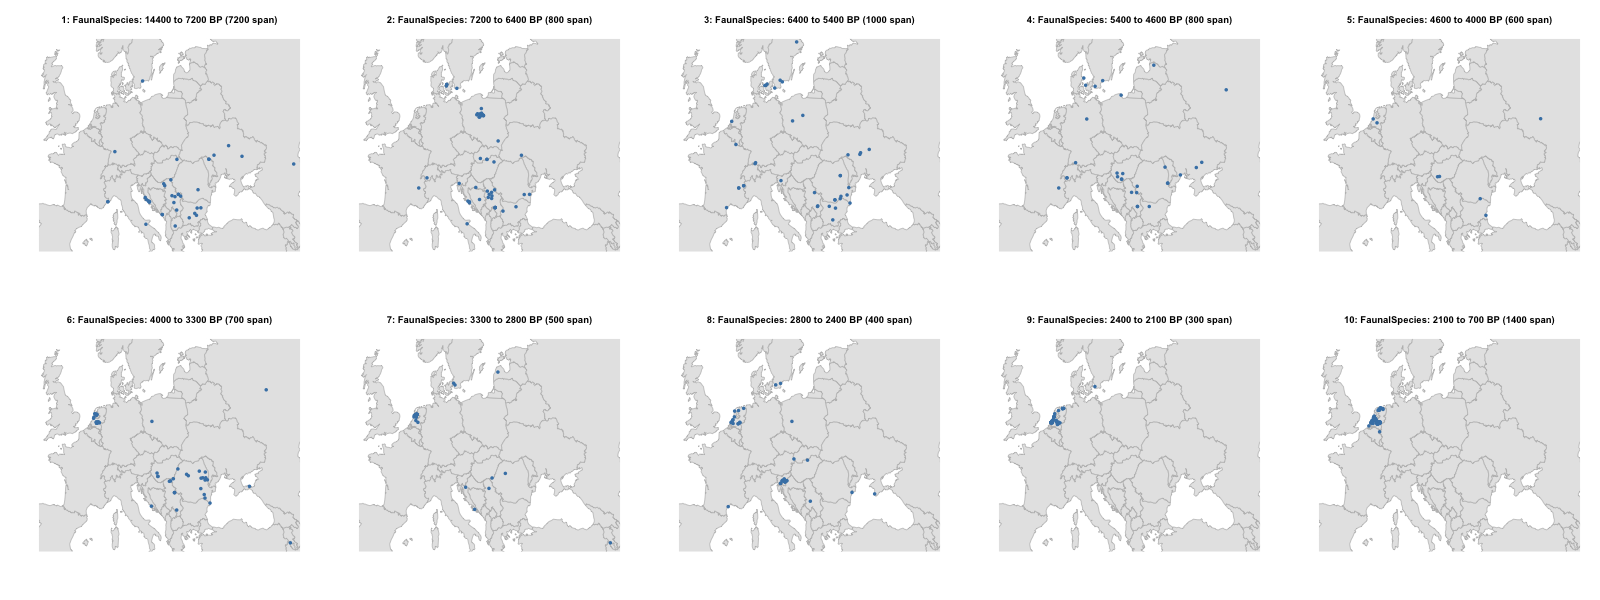 1: FaunalSpecies: 14400 to 7200 BP (7200 span)
2: FaunalSpecies: 7200 to 6400 BP (800 span)
3: FaunalSpecies: 6400 to 5400 BP (1000 span)
4: FaunalSpecies: 5400 to 4600 BP (800 span)
5: FaunalSpecies: 4600 to 4000 BP (600 span)
6: FaunalSpecies: 4000 to 3300 BP (700 span)
7: FaunalSpecies: 3300 to 2800 BP (500 span)
8: FaunalSpecies: 2800 to 2400 BP (400 span)
9: FaunalSpecies: 2400 to 2100 BP (300 span)
10: FaunalSpecies: 2100 to 700 BP (1400 span)